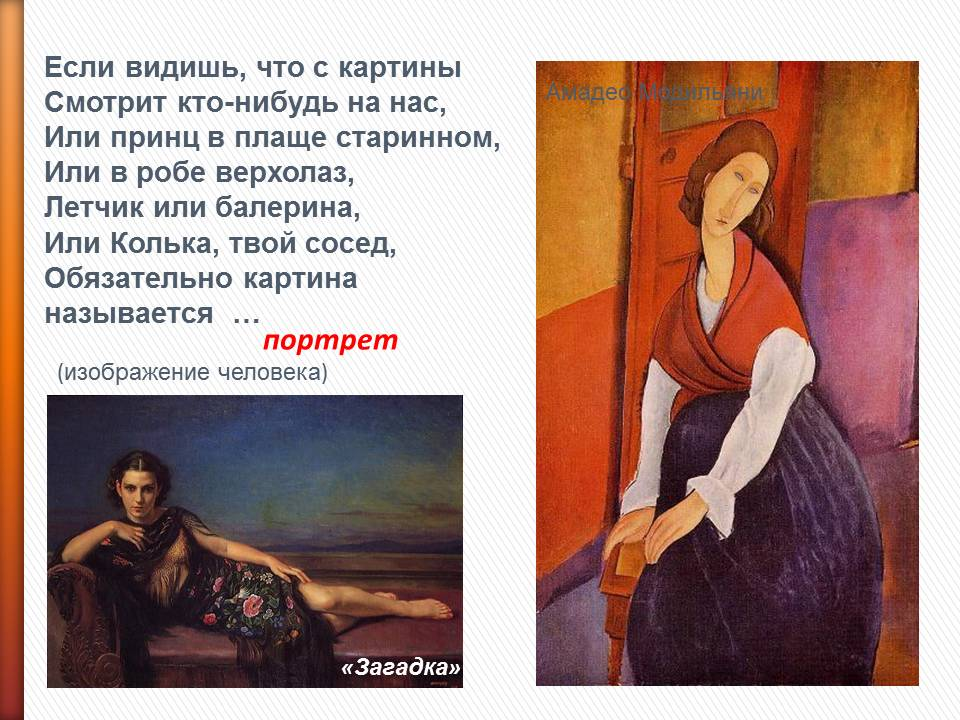 Если видишь, что с картины
Смотрит кто-нибудь на нас,
Или принц в плаще старинном,
Или в робе верхолаз,
Летчик или балерина,
Или Колька, твой сосед,
Обязательно картина
называется …
портрет
(изображение человека)
«Загадка»
Амадео Модильяни